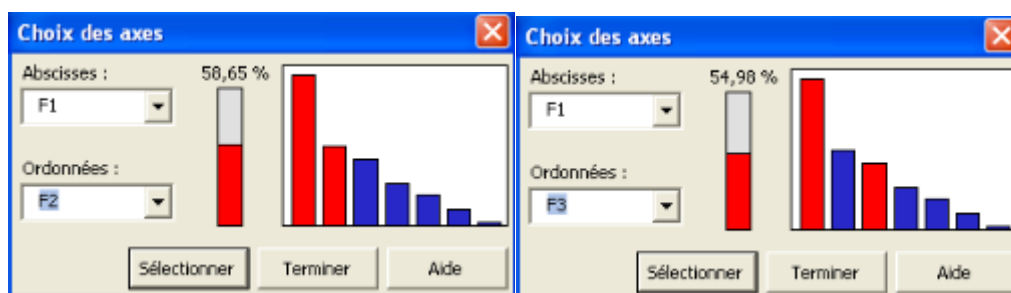 Choix des axes
Abscisses :
58,65 %
F1
Ordonnées :
F2
Sélectionner
Terminer
Aide
Choix des axes
Abscisses :
54,98 %
F1
Ordonnées :
F3
Sélectionner
Terminer
Aide